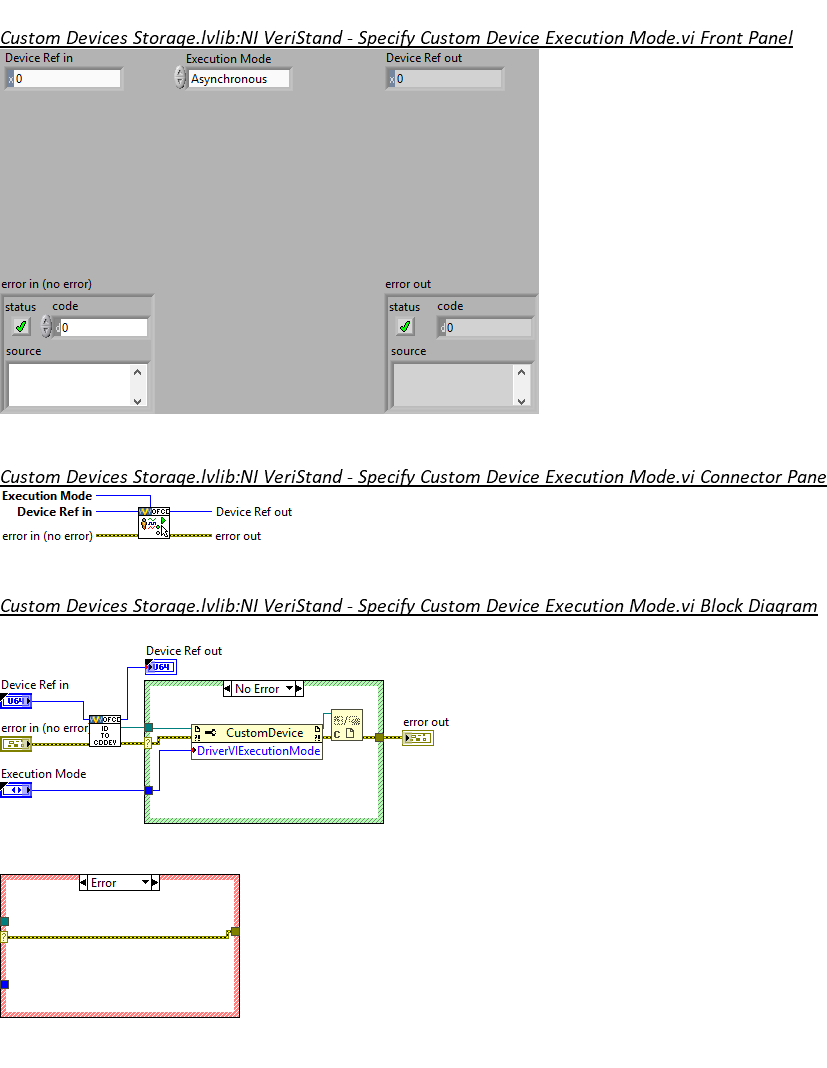 Custom Devices Storage.lvlib:NI VeriStand - Specify Custom Device Execution Mode.vi Front Panel
Device Ref in
Execution Mode
Device Ref out
x 0
Asynchronous
x 0
error in (no error)
error out
status
code
status
code
d 0
d 0
source
source
Custom Devices Storage.lvlib:NI VeriStand - Specify Custom Device Execution Mode.vi Connector Pane
Execution Mode
Device Ref in
Device Ref out
error in (no error)
error out
OFCE
Custom Devices Storage.lvlib:NI VeriStand - Specify Custom Device Execution Mode.vi Block Diagram
Device Ref out
U64
Device Ref in
U64
No Error
error in (no error
OFCE
ID
TO
CDDEV
CustomDevice
DriverVIExecutionMode
C
error out
?
Execution Mode
Error
?